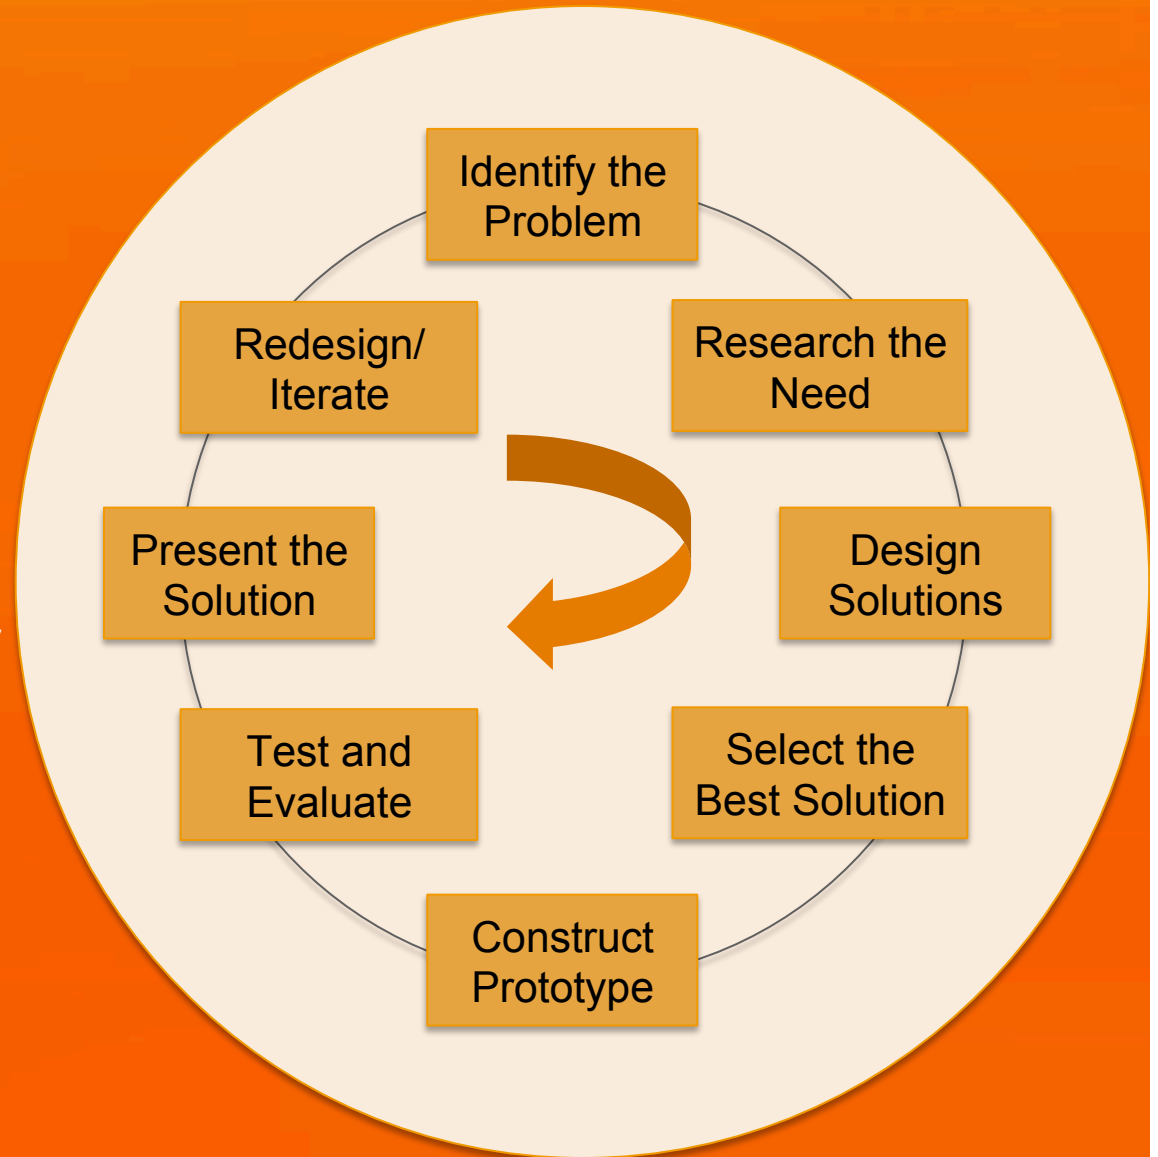 Identify the
Problem
Research the
Need
Design
Solutions
Select the
Best Solution
Construct
Prototype
Test and
Evaluate
Present the
Solution
Redesign/
Iterate